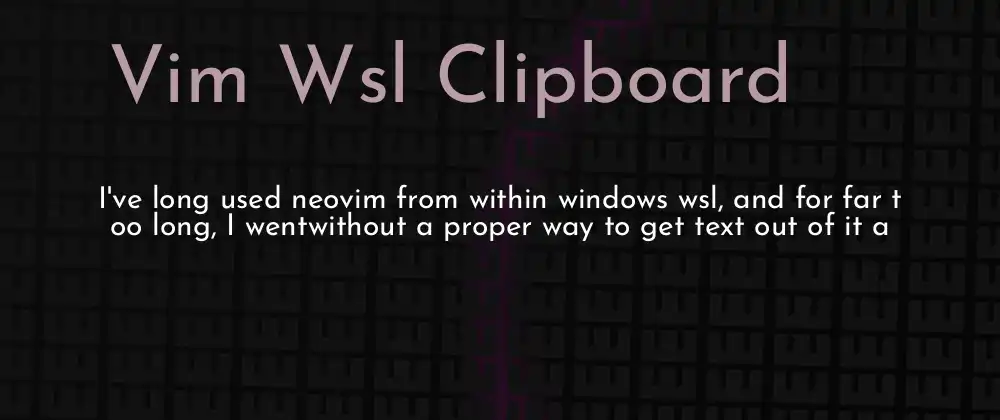 Vim Wsl Clipboard
I've long used neovim from within windows wsl, and for far t
oo long, I wentwithout a proper way to get text out of it a